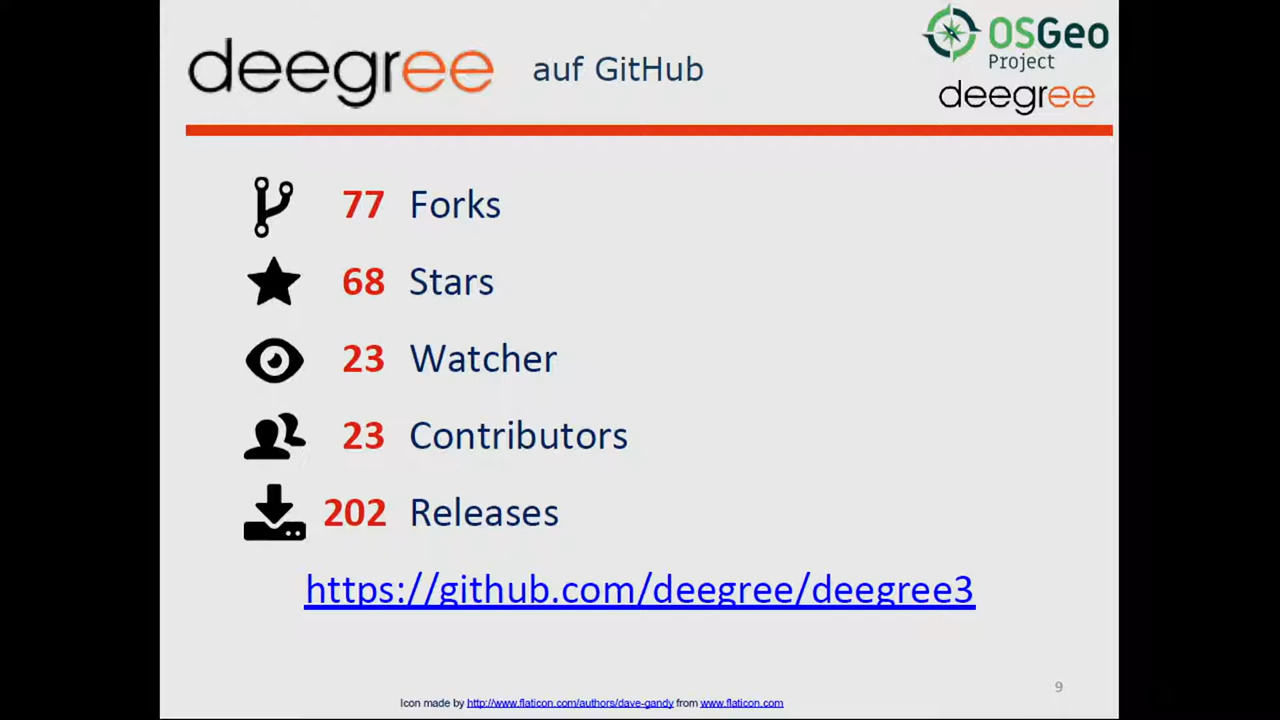 deegree auf GitHub
OSGeo
Project
deegree
77 Forks
68 Stars
23 Watcher
23 Contributors
202 Releases
https://github.com/deegree/deegree3
9
Icon made by http://www.flaticon.com/authors/dave-gandy from www.flaticon.com